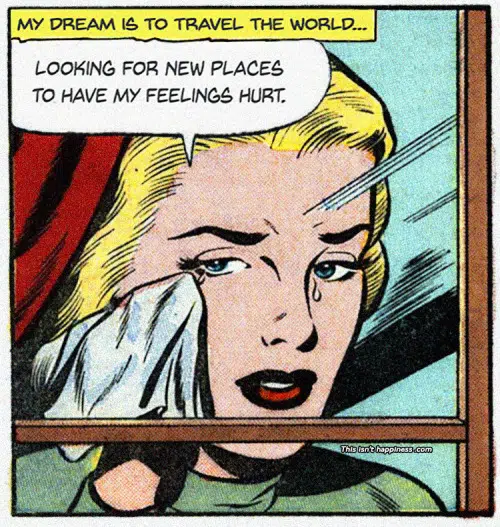 MY DREAM IS TO TRAVEL THE WORLD...
LOOKING FOR NEW PLACES
TO HAVE MY FEELINGS HURT.
This isn't happiness .com